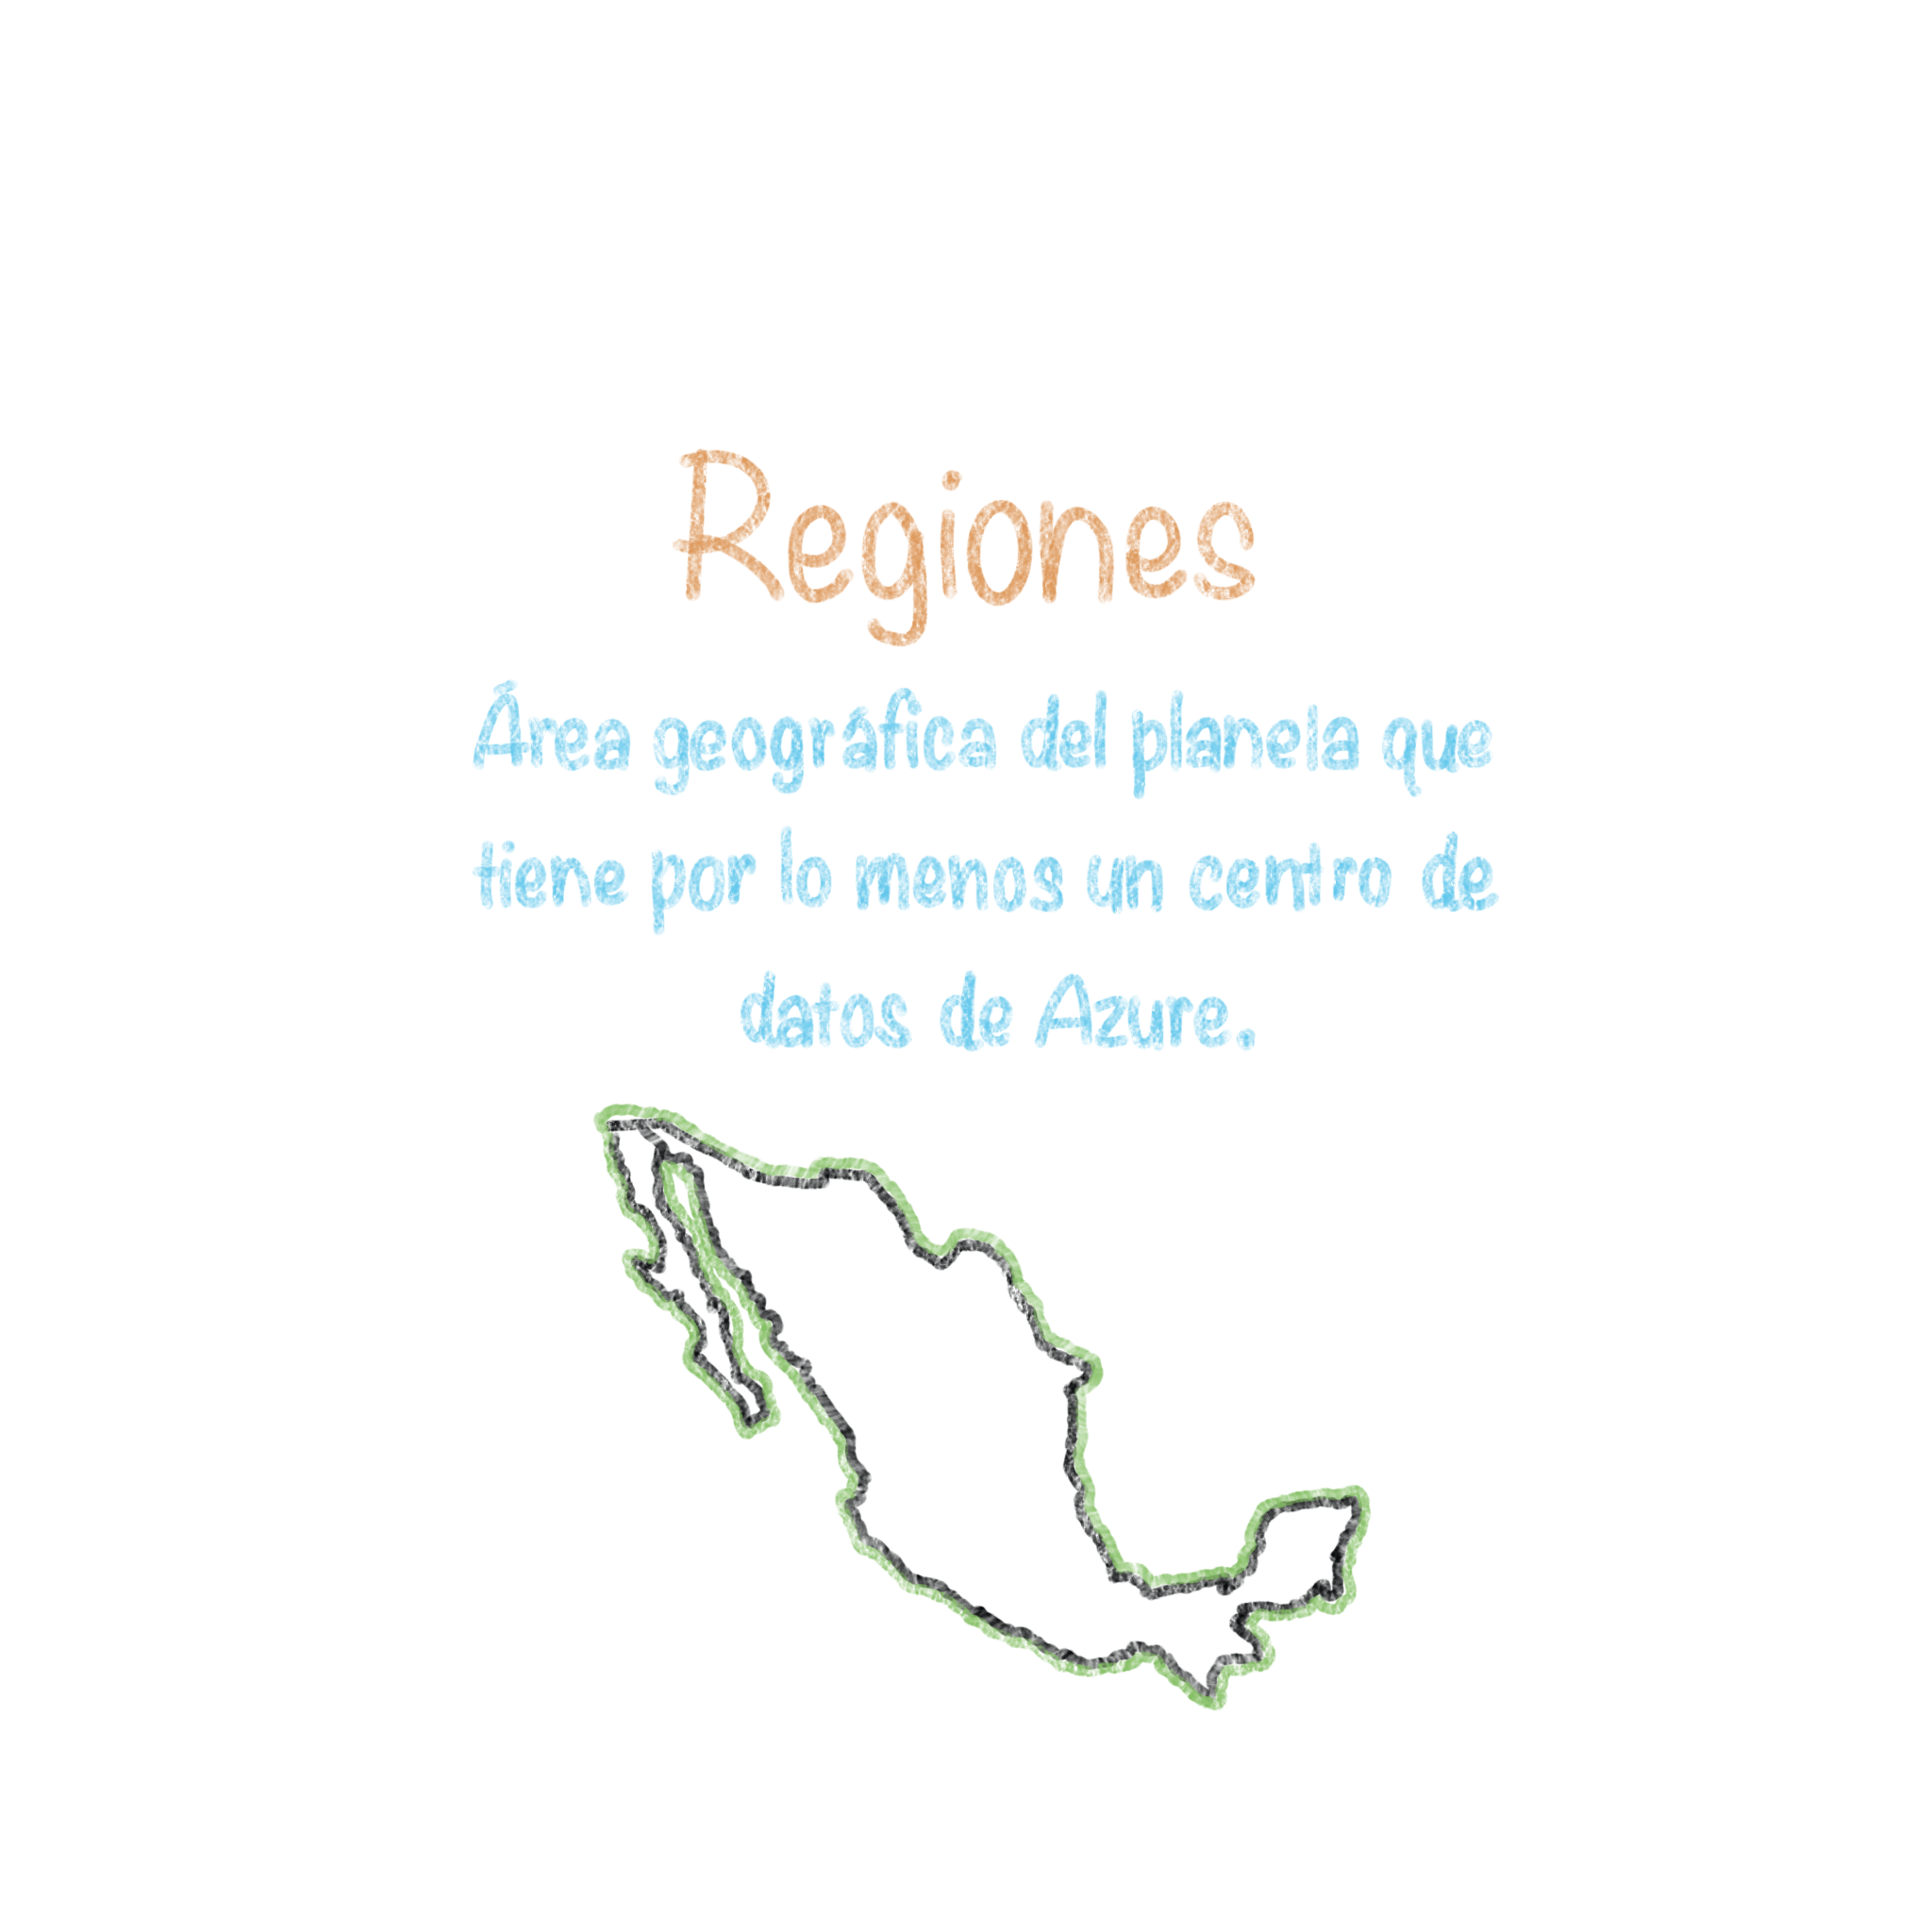 Regiones
Área geográfica del planeta que
tiene por lo menos un centro de
datos de Azure.